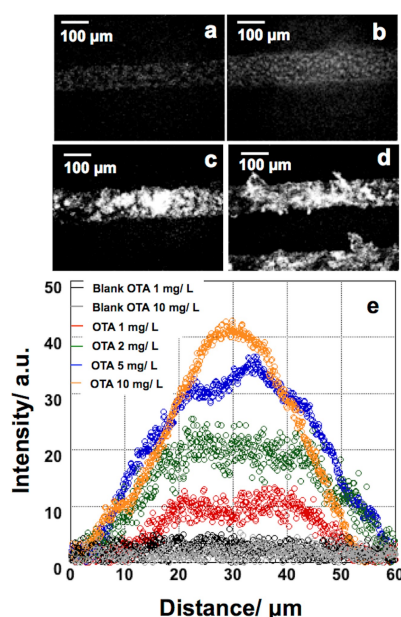 a
100 µm
b
100 µm
c
100 µm
d
100 µm
e
50
40
30
20
10
0
Intensity/ a.u.
Blank OTA 1 mg/ L
Blank OTA 10 mg/ L
OTA 1 mg/ L
OTA 2 mg/ L
OTA 5 mg/ L
OTA 10 mg/ L
0 10 20 30 40 50 60
Distance/ µm